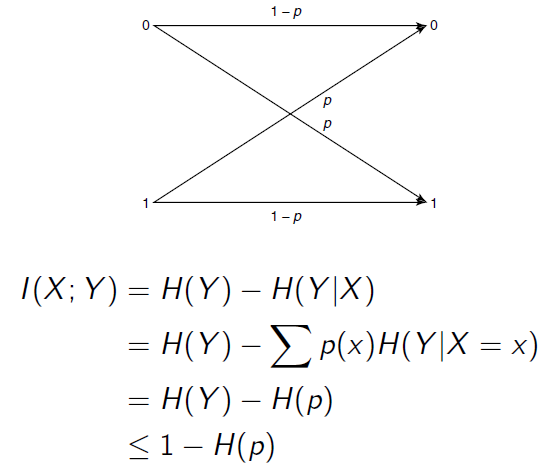 1 – p
0 0
p
p
1 1
1 – p
I(X; Y) = H(Y) – H(Y|X)
= H(Y) – ∑ p(x)H(Y|X = x)
= H(Y) – H(p)
≤ 1 – H(p)